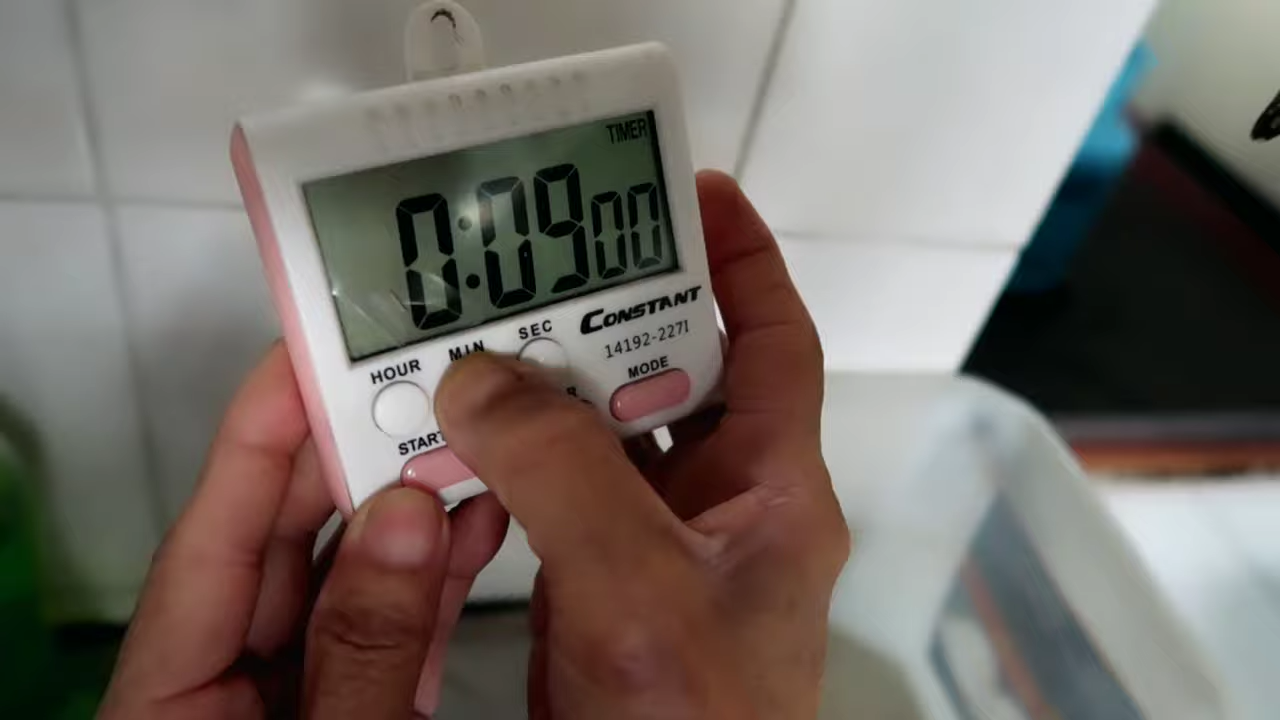 TIMER
0:09 00
CONSTANT
14192-2271
HOUR MIN SEC
MODE
START